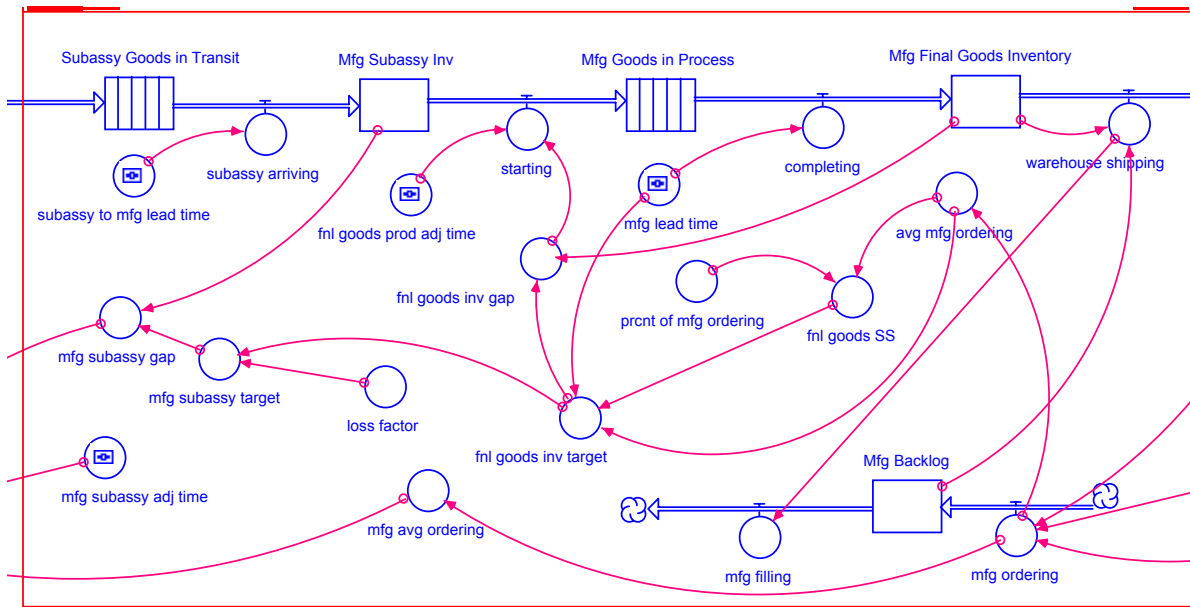 Subassy Goods in Transit
Mfg Subassy Inv
Mfg Goods in Process
Mfg Final Goods Inventory
subassy arriving
starting
completing
warehouse shipping
subassy to mfg lead time
fnl goods prod adj time
mfg lead time
avg mfg ordering
fnl goods inv gap
prcnt of mfg ordering
fnl goods SS
mfg subassy gap
mfg subassy target
loss factor
fnl goods inv target
Mfg Backlog
mfg subassy adj time
mfg avg ordering
mfg filling
mfg ordering